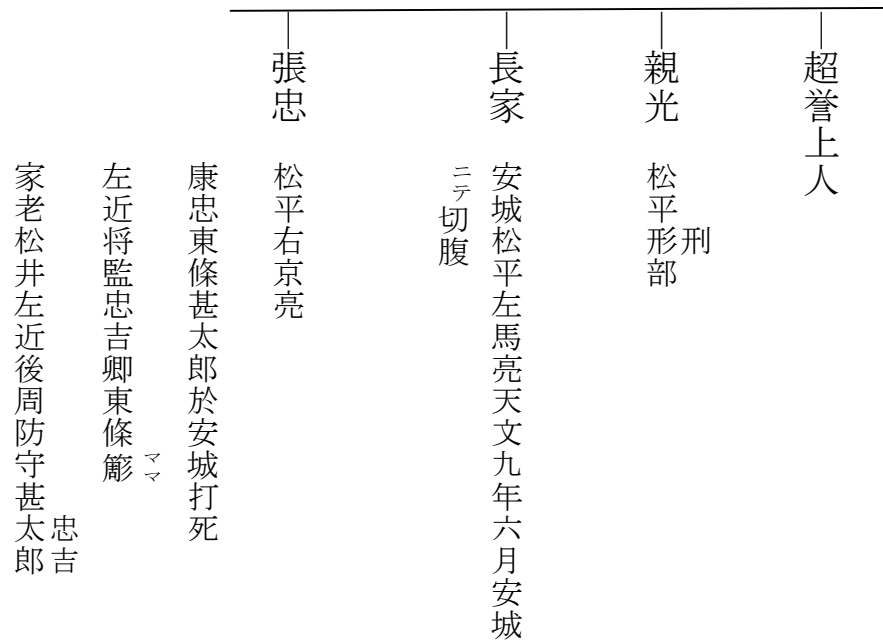 超誉上人
親光 松平形部
刑
長家 安城松平左馬亮天文九年六月安城
ニテ切腹
張忠 松平右京亮
康忠東條甚太郎於安城打死
ママ
左近将監忠吉卿東條簓
忠吉
家老松井左近後周防守甚太郎